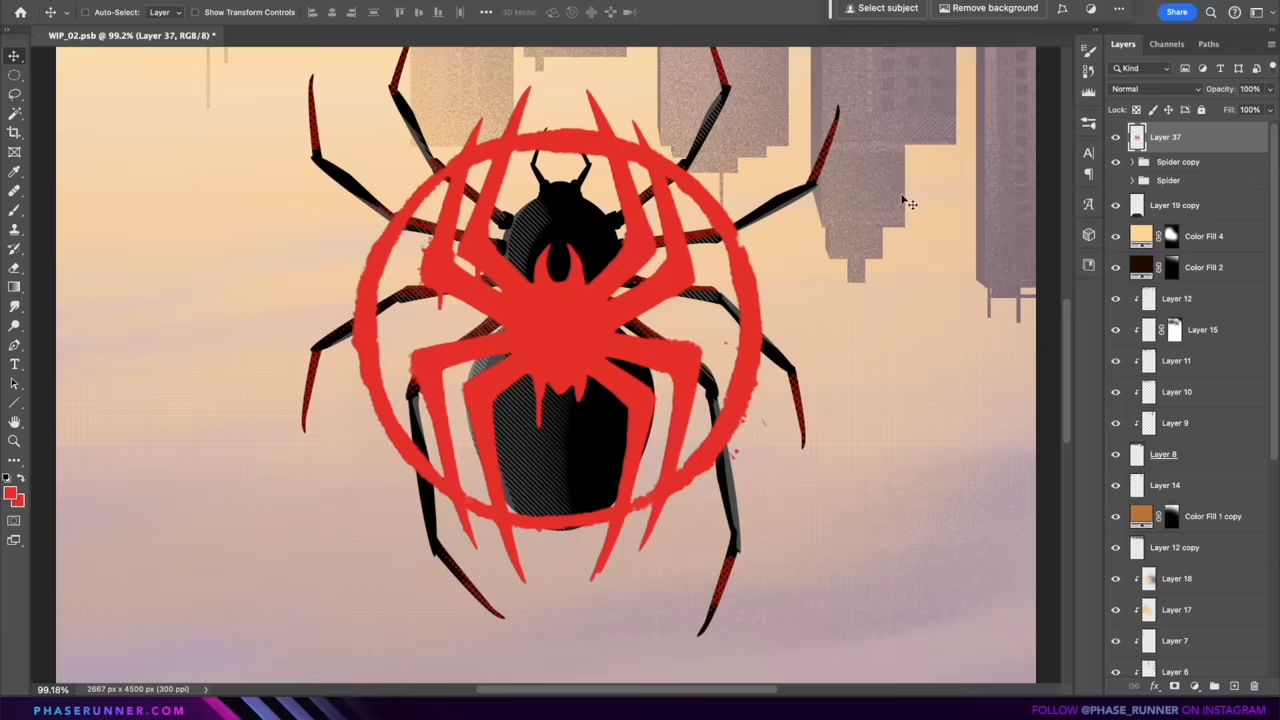 Auto-Select: Layer Show Transform Controls 3D Mode: Select subject Remove background Share
WIP_02.psb @ 99.2% (Layer 37, RGB/8) *
Layers Channels Paths
Kind
Normal Opacity: 100%
Lock: Fill: 100%
Layer 37
Spider copy
Spider
Layer 19 copy
Color Fill 4
Color Fill 2
Layer 12
Layer 15
Layer 11
Layer 10
Layer 9
Layer 8
Layer 14
Color Fill 1 copy
Layer 12 copy
Layer 18
Layer 17
Layer 7
Layer 6
99.18% 2667 px x 4500 px (300 ppi)
PHASERUNNER.COM FOLLOW @PHASE_RUNNER ON INSTAGRAM